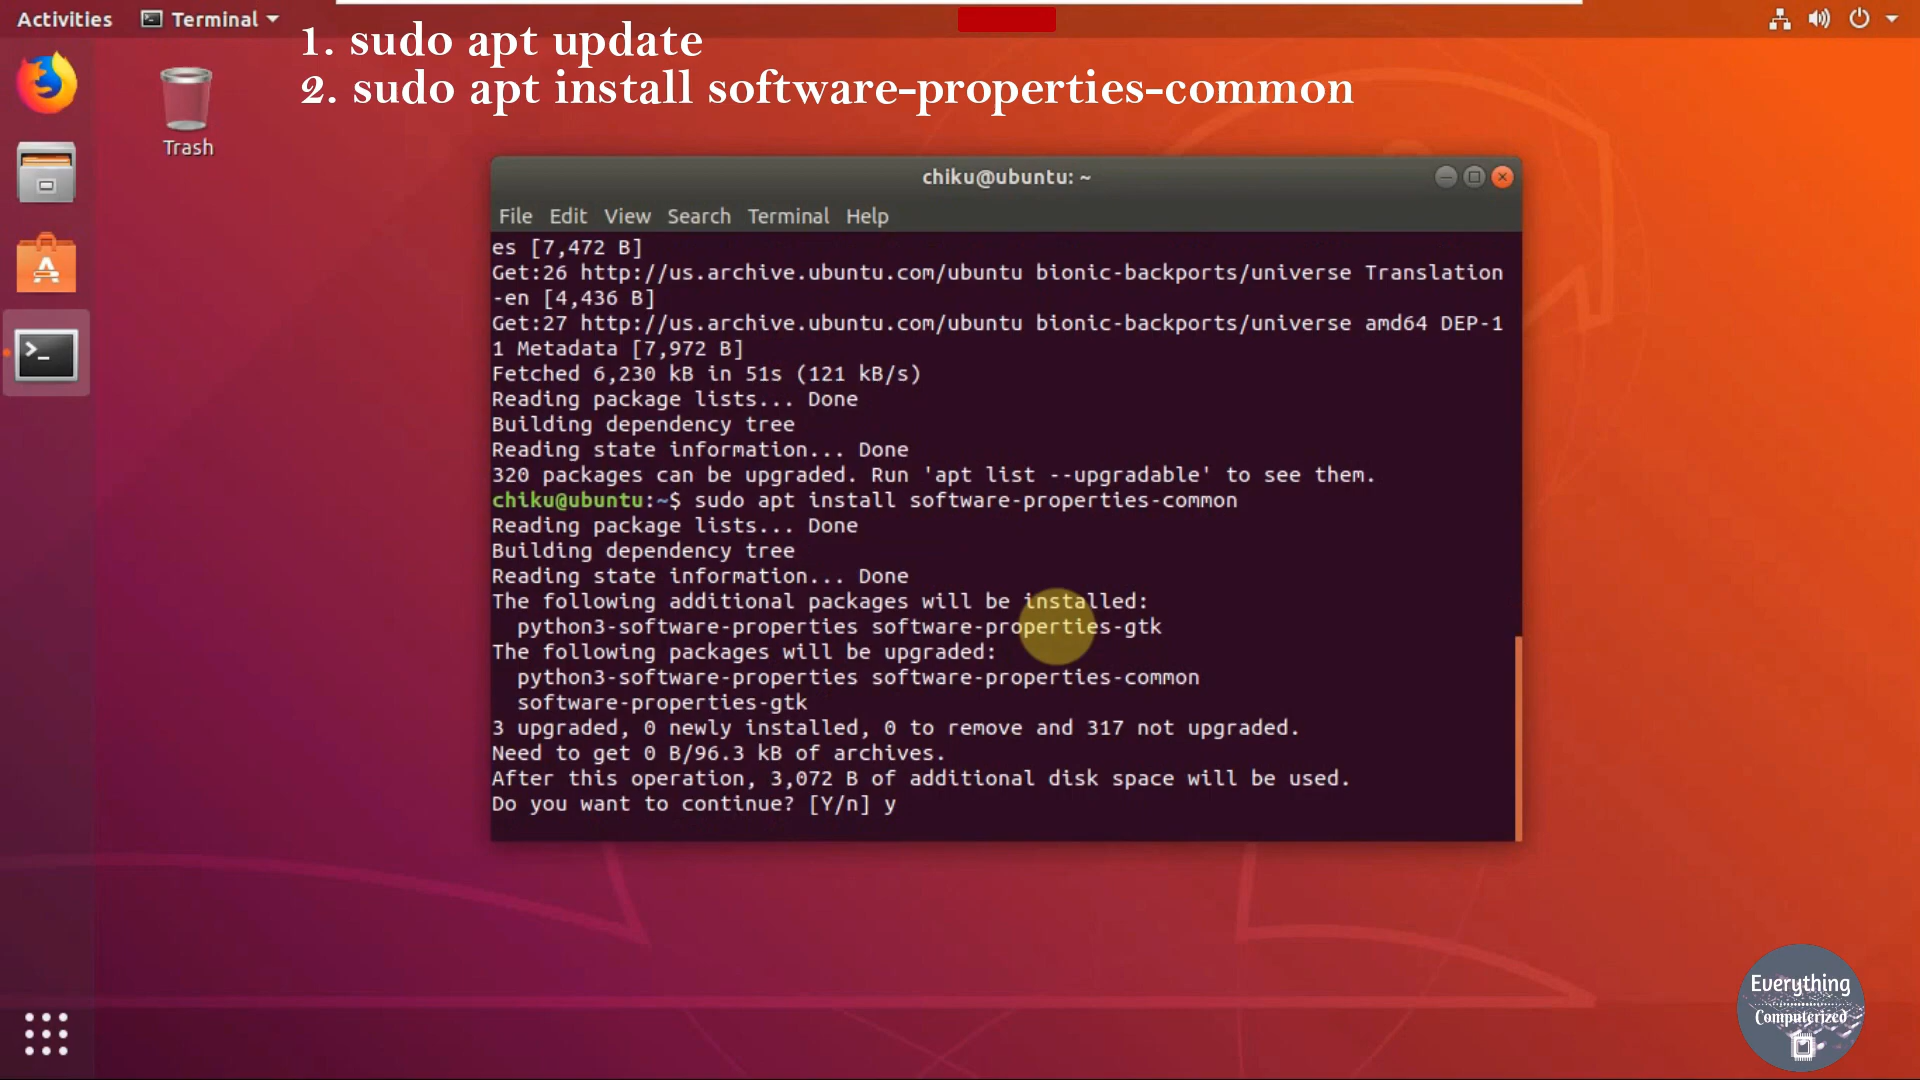 Activities
Terminal
1. sudo apt update
2. sudo apt install software-properties-common
Trash
chiku@ubuntu: ~
File Edit View Search Terminal Help
es [7,472 B]
Get:26 http://us.archive.ubuntu.com/ubuntu bionic-backports/universe Translation
-en [4,436 B]
Get:27 http://us.archive.ubuntu.com/ubuntu bionic-backports/universe amd64 DEP-1
1 Metadata [7,972 B]
Fetched 6,230 kB in 51s (121 kB/s)
Reading package lists... Done
Building dependency tree
Reading state information... Done
320 packages can be upgraded. Run 'apt list --upgradable' to see them.
chiku@ubuntu:~$ sudo apt install software-properties-common
Reading package lists... Done
Building dependency tree
Reading state information... Done
The following additional packages will be installed:
python3-software-properties software-properties-gtk
The following packages will be upgraded:
python3-software-properties software-properties-common
software-properties-gtk
3 upgraded, 0 newly installed, 0 to remove and 317 not upgraded.
Need to get 0 B/96.3 kB of archives.
After this operation, 3,072 B of additional disk space will be used.
Do you want to continue? [Y/n] y
Everything
Computerized